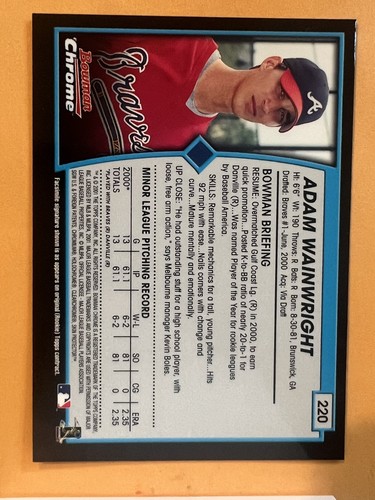 220
ADAM WAINWRIGHT
Ht: 6'6" Wt: 190 Throws: R Bats: R Born: 8-30-81, Brunswick, GA
Drafted: Braves #1-June, 2000 Acq: Via Draft
BOWMAN BRIEFING
RESUME: Overmatched Gulf Coast Lg. (R) in 2000, to earn
quick promotion...Posted K-to-BB ratio of nearly 20-to-1 for
Danville (R)...Was named Player of the Year for rookie leagues
by Baseball America.
SKILLS: Remarkable mechanics for a tall, young pitcher...Hits
92 mph with ease...Nails corners with change and
curve...Mature mentally and emotionally.
UP CLOSE: "He had outstanding stuff for a high school player, with
loose, free arm action," says Melbourne manager Kevin Boles.
MINOR LEAGUE PITCHING RECORD
G IP W-L SO CG ERA
2000* 13 61.1 6-2 81 0 2.35
TOTALS 13 61.1 6-2 81 0 2.35
*PLAYED WITH BRAVES (R) DANVILLE (R)
Braves
A
Bowman
Chrome
Facsimile signature shown is as appears on original (Rookie) Topps contract.